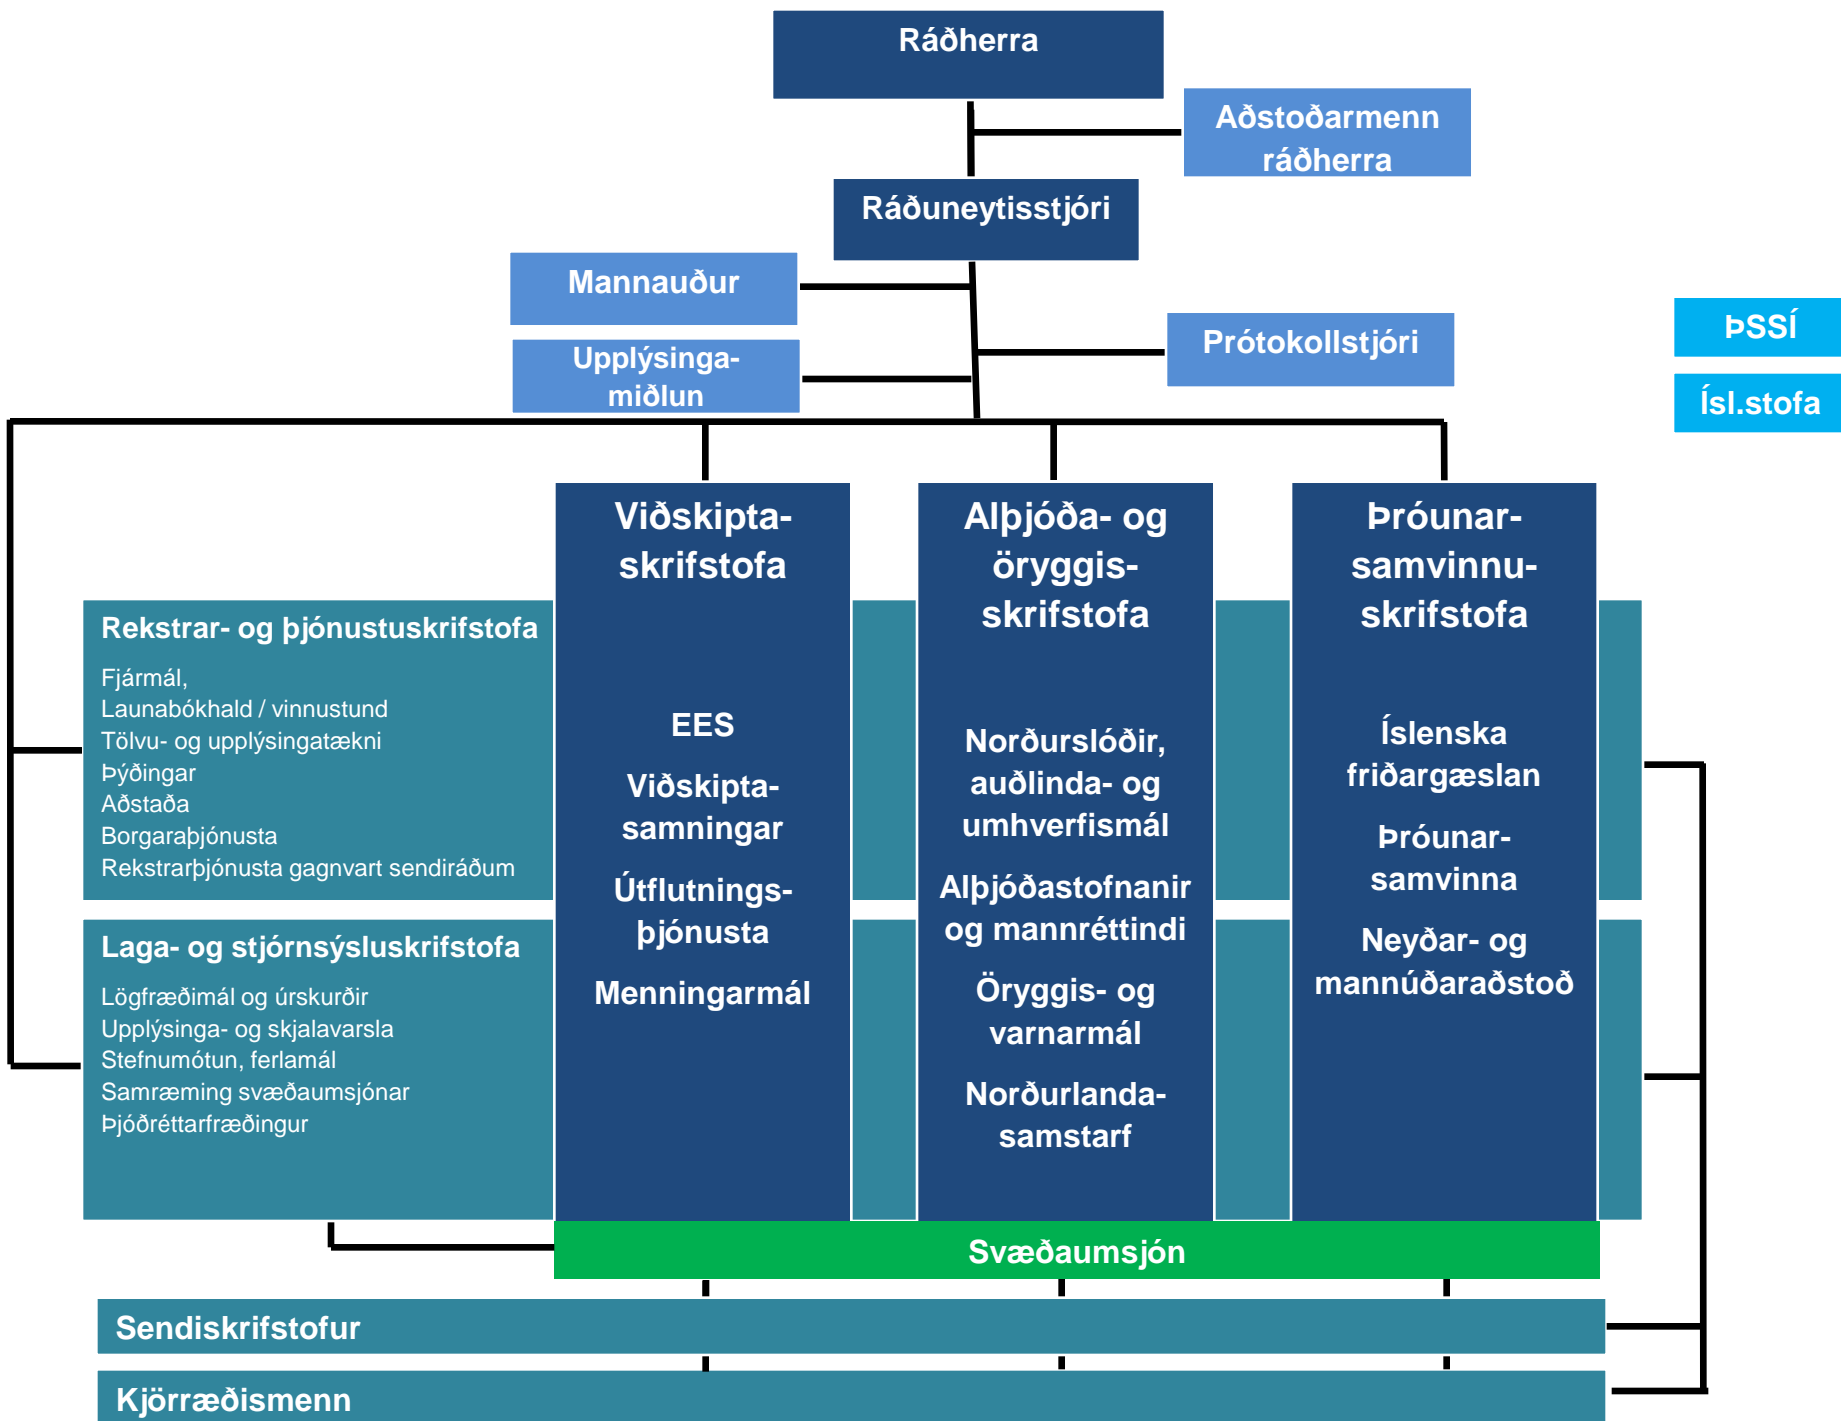 Ráðherra
Aðstoðarmenn
ráðherra
Ráðuneytisstjóri
Mannauður
Upplýsinga-
miðlun
Prótokollstjóri
ÞSSÍ
Ísl.stofa
Viðskipta-
skrifstofa
EES
Viðskipta-
samningar
Útflutnings-
þjónusta
Menningarmál
Alþjóða- og
öryggis-
skrifstofa
Norðurslóðir,
auðlinda- og
umhverfismál
Alþjóðastofnanir
og mannréttindi
Öryggis- og
varnarmál
Norðurlanda-
samstarf
Þróunar-
samvinnu-
skrifstofa
Íslenska
friðargæslan
Þróunar-
samvinna
Neyðar- og
mannúðaraðstoð
Rekstrar- og þjónustuskrifstofa
Fjármál,
Launabókhald / vinnustund
Tölvu- og upplýsingatækni
Þýðingar
Aðstaða
Borgaraþjónusta
Rekstrarþjónusta gagnvart sendiráðum
Laga- og stjórnsýsluskrifstofa
Lögfræðimál og úrskurðir
Upplýsinga- og skjalavarsla
Stefnumótun, ferlamál
Samræming svæðaumsjónar
Þjóðréttarfræðingur
Svæðaumsjón
Sendiskrifstofur
Kjörræðismenn